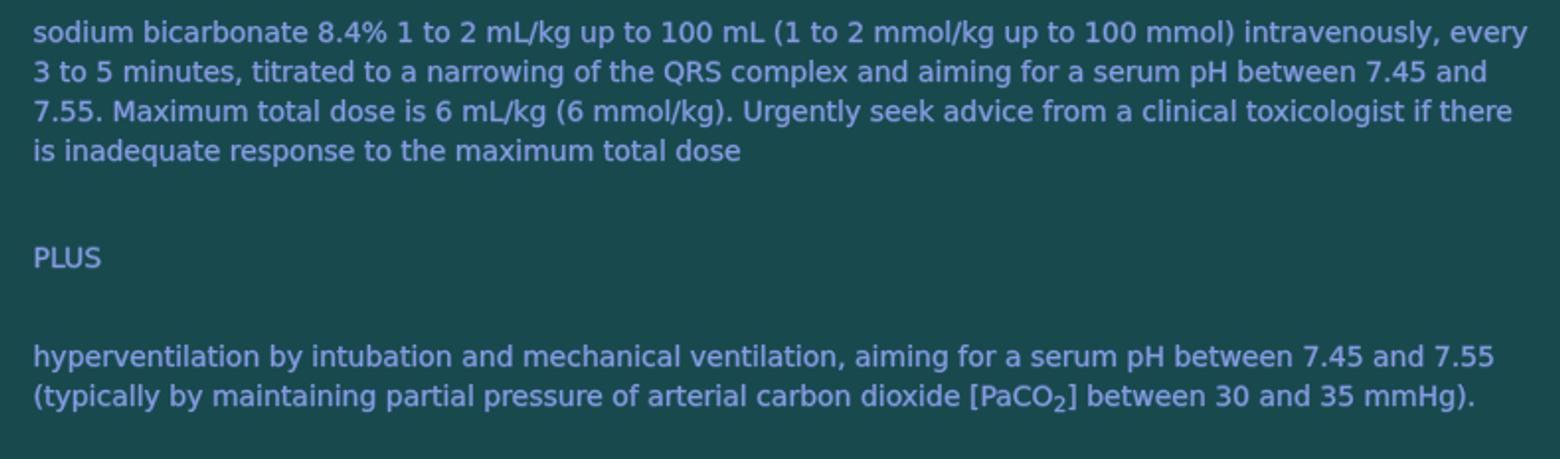 sodium bicarbonate 8.4% 1 to 2 mL/kg up to 100 mL (1 to 2 mmol/kg up to 100 mmol) intravenously, every
3 to 5 minutes, titrated to a narrowing of the QRS complex and aiming for a serum pH between 7.45 and
7.55. Maximum total dose is 6 mL/kg (6 mmol/kg). Urgently seek advice from a clinical toxicologist if there
is inadequate response to the maximum total dose
PLUS
hyperventilation by intubation and mechanical ventilation, aiming for a serum pH between 7.45 and 7.55
(typically by maintaining partial pressure of arterial carbon dioxide [PaCO₂] between 30 and 35 mmHg).